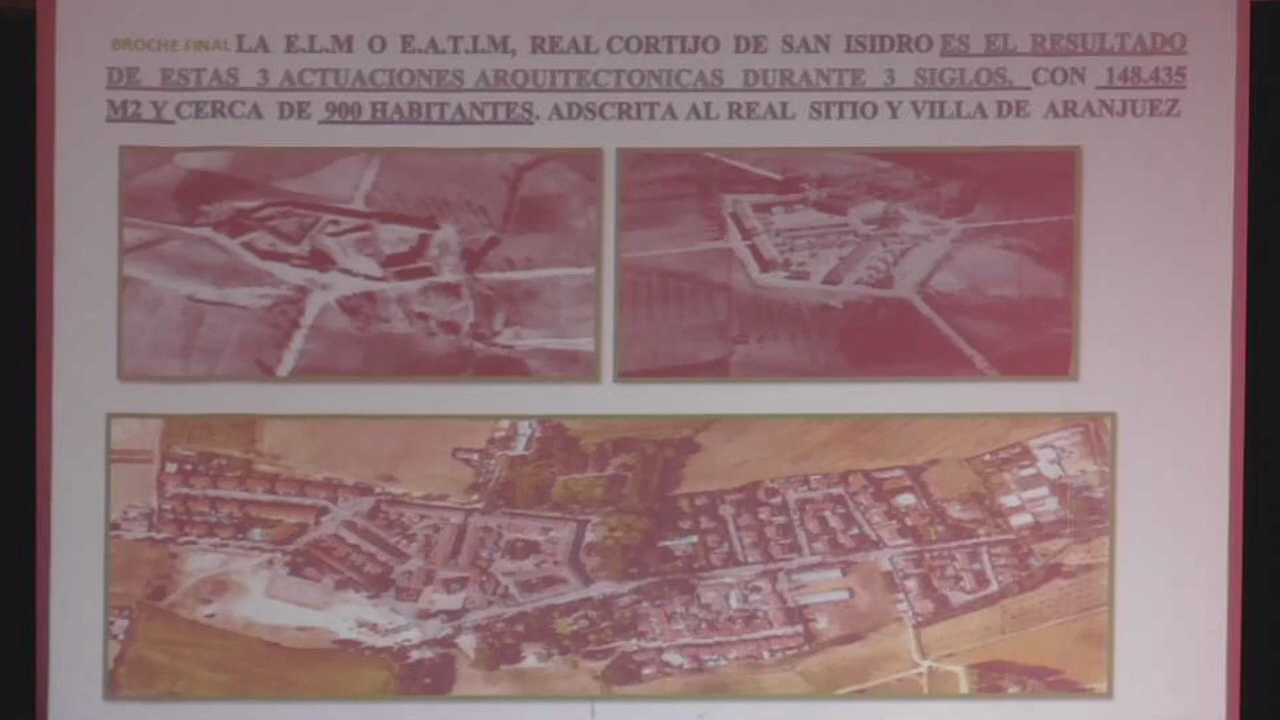 BROCHE FINAL LA E.L.M O E.A.T.I.M, REAL CORTIJO DE SAN ISIDRO ES EL RESULTADO
DE ESTAS 3 ACTUACIONES ARQUITECTONICAS DURANTE 3 SIGLOS. CON 148.435
M2 Y CERCA DE 900 HABITANTES. ADSCRITA AL REAL SITIO Y VILLA DE ARANJUEZ